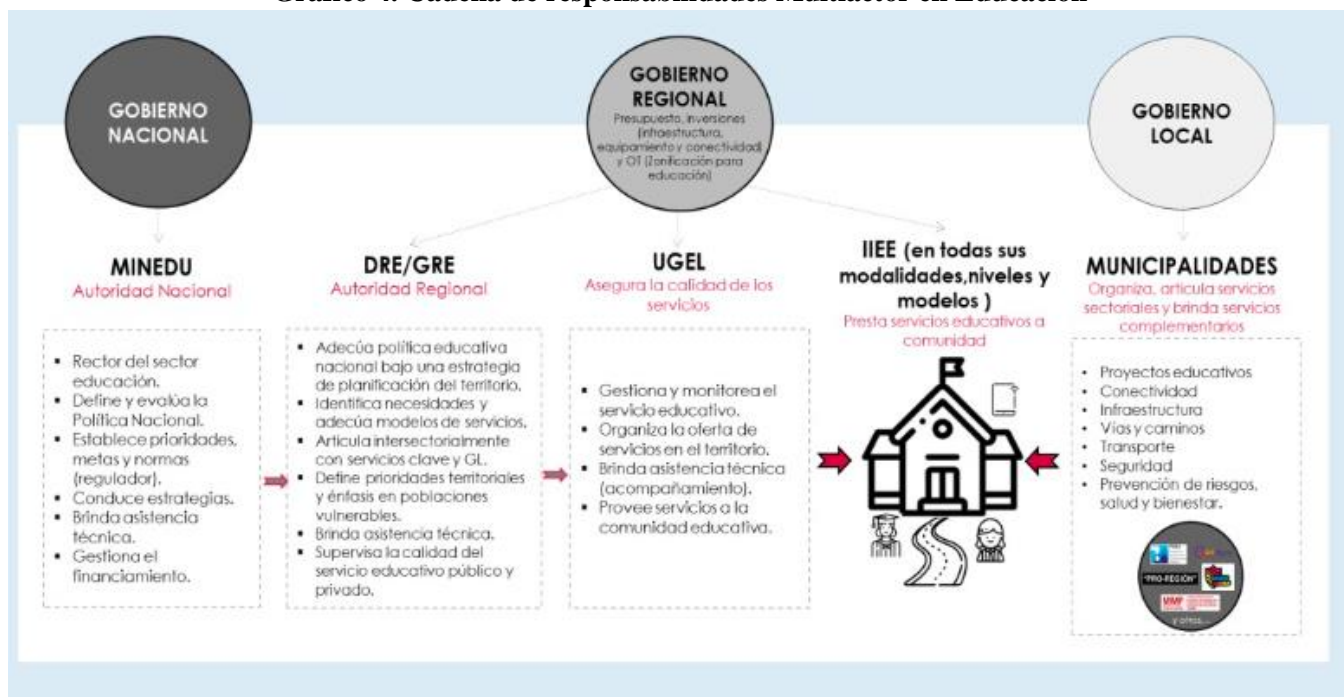 Gráfico 4. Cadena de responsabilidades Multiactor en Educación
GOBIERNO
NACIONAL
GOBIERNO
REGIONAL
Presupuesto, inversiones
(infraestructura,
equipamiento y conectividad)
y OT (Zonificación para
educación)
GOBIERNO
LOCAL
MINEDU
Autoridad Nacional
▪ Rector del sector
educación.
▪ Define y evalúa la
Política Nacional.
▪ Establece prioridades,
metas y normas
(regulador).
▪ Conduce estrategias.
▪ Brinda asistencia
técnica.
▪ Gestiona el
financiamiento.
DRE/GRE
Autoridad Regional
▪ Adecúa política educativa
nacional bajo una estrategia
de planificación del territorio.
▪ Identifica necesidades y
adecúa modelos de servicios.
▪ Articula intersectorialmente
con servicios clave y GL.
▪ Define prioridades territoriales
y énfasis en poblaciones
vulnerables.
▪ Brinda asistencia técnica.
▪ Supervisa la calidad del
servicio educativo público y
privado.
UGEL
Asegura la calidad de los
servicios
▪ Gestiona y monitorea el
servicio educativo.
▪ Organiza la oferta de
servicios en el territorio.
▪ Brinda asistencia técnica
(acompañamiento).
▪ Provee servicios a la
comunidad educativa.
IIEE (en todas sus
modalidades,niveles y
modelos )
Presta servicios educativos a
comunidad
MUNICIPALIDADES
Organiza, articula servicios
sectoriales y brinda servicios
complementarios
• Proyectos educativos
• Conectividad
• Infraestructura
• Vías y caminos
• Transporte
• Seguridad
• Prevención de riesgos,
salud y bienestar.
"PRO-REGIÓN"
y otros...